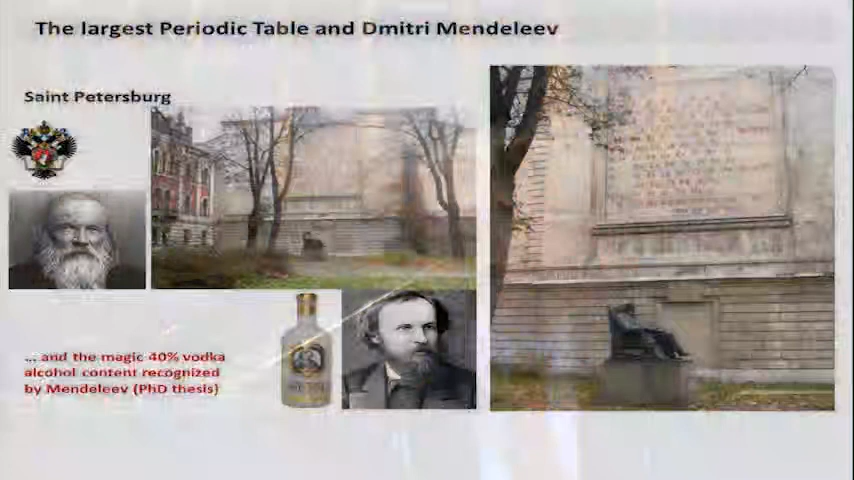 The largest Periodic Table and Dmitri Mendeleev
Saint Petersburg
... and the magic 40% vodka
alcohol content recognized
by Mendeleev (PhD thesis)